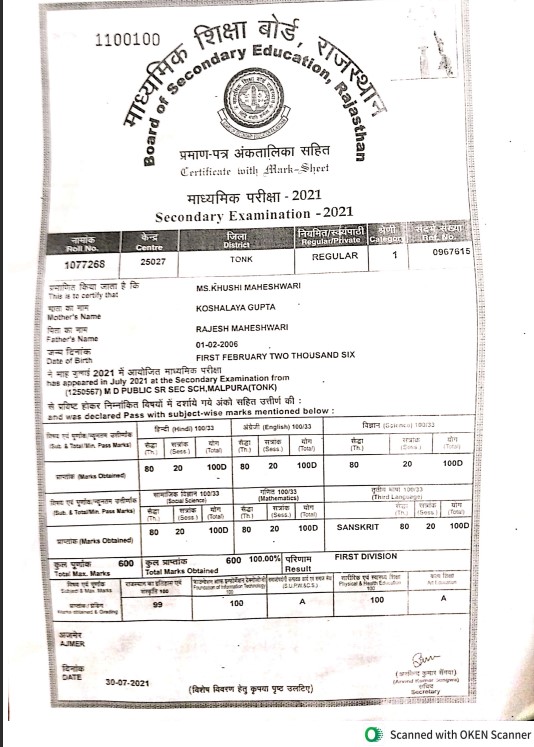 1100100
माध्यमिक शिक्षा बोर्ड, राजस्थान
Board of Secondary Education, Rajasthan
प्रमाण-पत्र अंकतालिका सहित
Certificate with Mark-Sheet
माध्यमिक परीक्षा - 2021
Secondary Examination -2021
नामांक केन्द्र जिला नियमित/स्वयंपाठी श्रेणी संदर्भ संख्या
Roll No. Centre District Regular/Private Category Ref. No.
1077268 25027 TONK REGULAR 1 0967615
प्रमाणित किया जाता है कि MS.KHUSHI MAHESHWARI
This is to certify that
माता का नाम KOSHALAYA GUPTA
Mother's Name
पिता का नाम RAJESH MAHESHWARI
Father's Name
जन्म दिनांक 01-02-2006
Date of Birth FIRST FEBRUARY TWO THOUSAND SIX
ने माह जुलाई 2021 में आयोजित माध्यमिक परीक्षा
has appeared in July 2021 at the Secondary Examination from
(1250567) M D PUBLIC SR SEC SCH,MALPURA(TONK)
से प्रविष्ट होकर निम्नांकित विषयों में दर्शाये गये अंको सहित उत्तीर्ण की :
and was declared Pass with subject-wise marks mentioned below :
विषय एवं पूर्णांक/न्यूनतम उत्तीर्णांक हिन्दी (Hindi) 100/33 अंग्रेजी (English) 100/33 विज्ञान (Science) 100/33
(Sub. & Total/Min. Pass Marks) सैद्धा सत्रांक योग सैद्धा सत्रांक योग सैद्धा सत्रांक योग
(Th.) (Sess.) (Total) (Th.) (Sess.) (Total) (Th.) (Sess.) (Total)
प्राप्तांक (Marks Obtained) 80 20 100D 80 20 100D 80 20 100D
विषय एवं पूर्णांक/न्यूनतम उत्तीर्णांक सामाजिक विज्ञान 100/33 गणित 100/33 तृतीय भाषा 100/33
(Social Science) (Mathematics) (Third Language)
(Sub. & Total/Min. Pass Marks) सैद्धा सत्रांक योग सैद्धा सत्रांक योग सैद्धा सत्रांक योग
(Th.) (Sess.) (Total) (Th.) (Sess.) (Total) (Th.) (Sess.) (Total)
प्राप्तांक (Marks Obtained) 80 20 100D 80 20 100D SANSKRIT 80 20 100D
कुल पूर्णांक 600 कुल प्राप्तांक 600 100.00% परिणाम FIRST DIVISION
Total Max. Marks Total Marks Obtained Result
विषय एवं पूर्णांक राजस्थान का इतिहास एवं शारीरिक एवं स्वास्थ्य शिक्षा कला शिक्षा
Subject & Max. Marks संस्कृति 100 Foundation of Information Technology 100 (S.U.P.W.&C.S.) Physical & Health Education 100 Art Education
प्राप्तांक/ग्रेडिंग 99 100 A 100 A
Marks obtained & Grade
अजमेर
AJMER
दिनांक
DATE 30-07-2021
(विशेष विवरण हेतु कृपया पृष्ठ उलटिए)
सचिव
Secretary
Scanned with OKEN Scanner